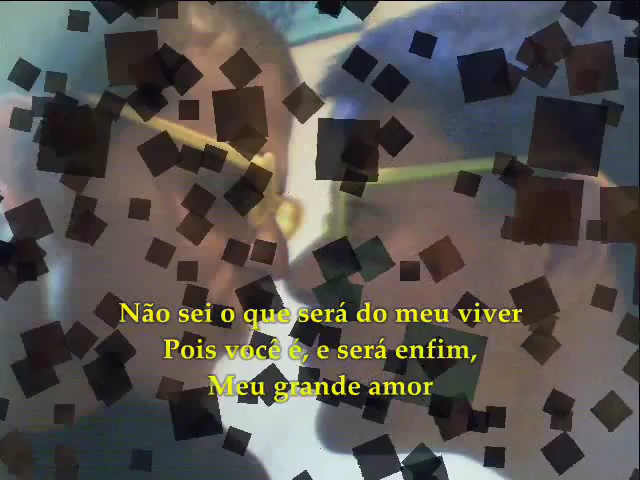 Não sei o que será do meu viver
Pois você é, e será enfim,
Meu grande amor